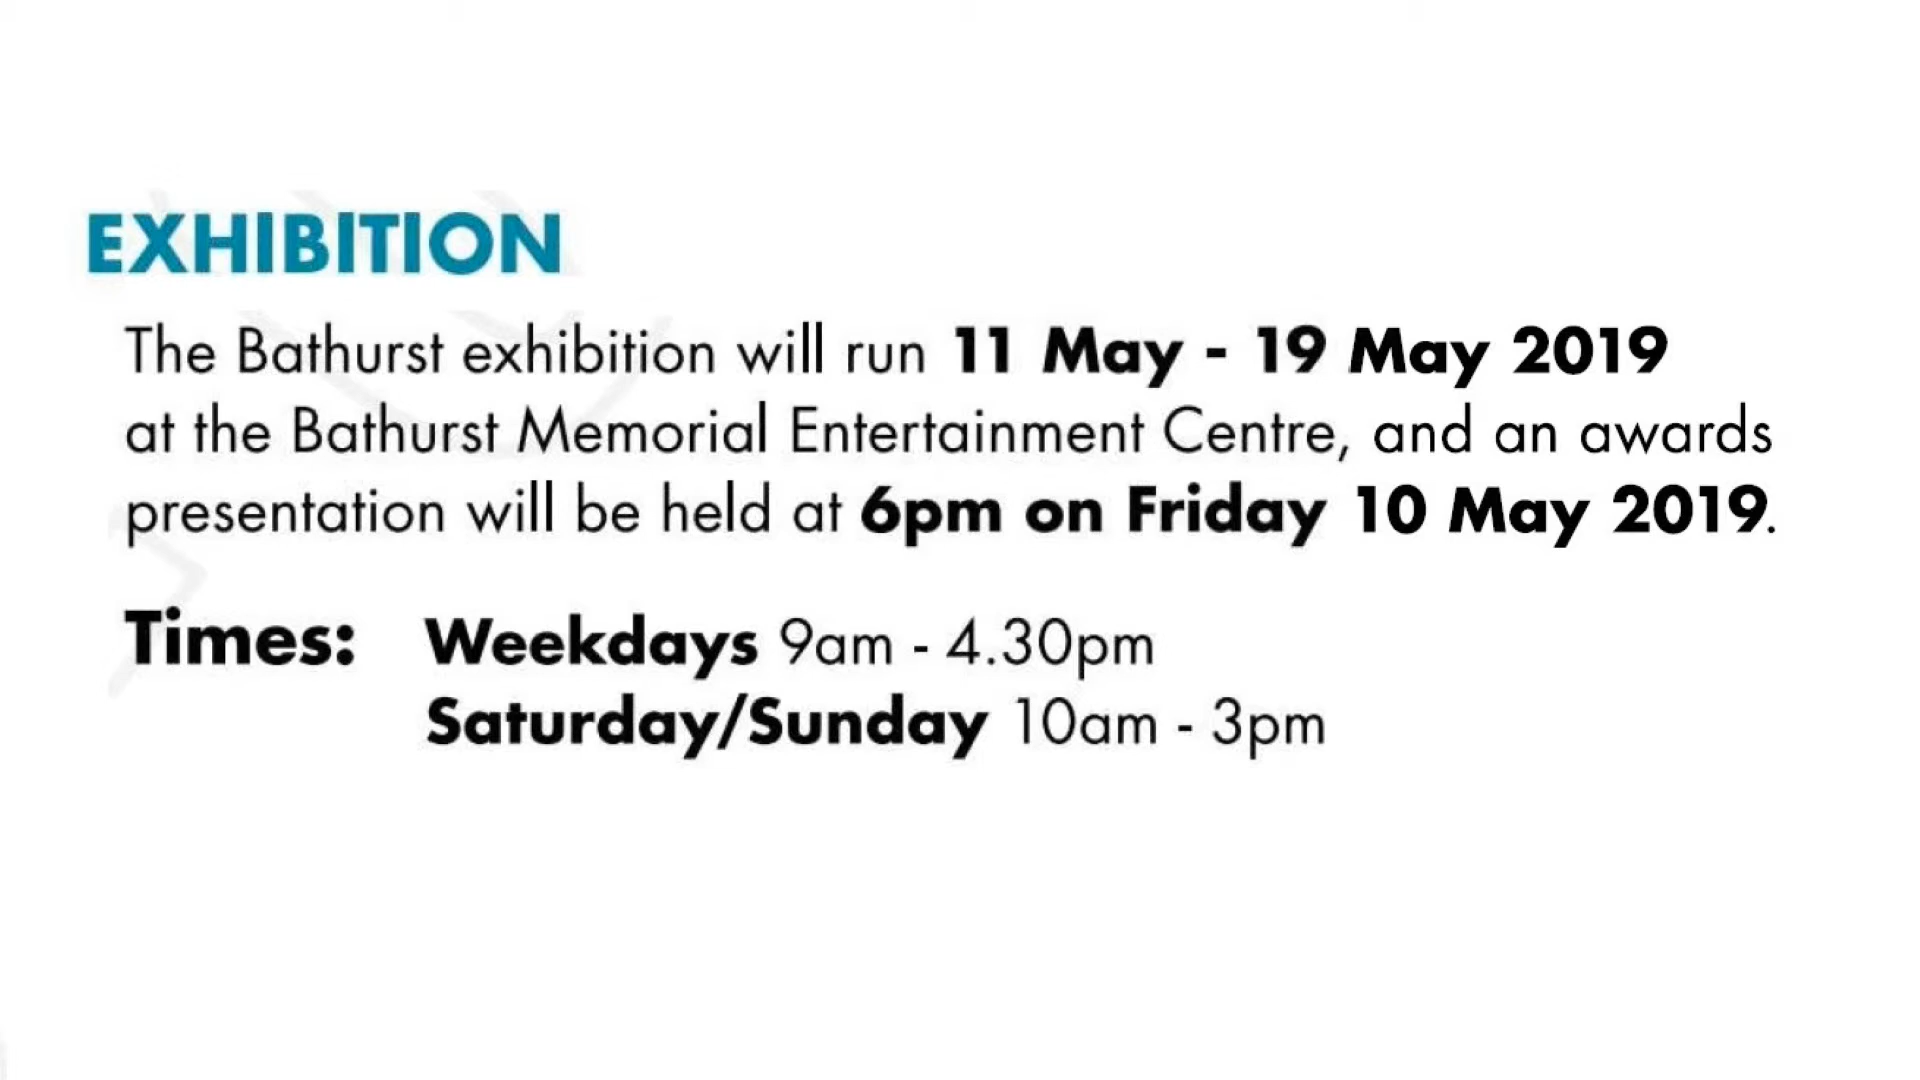 EXHIBITION
The Bathurst exhibition will run 11 May - 19 May 2019
at the Bathurst Memorial Entertainment Centre, and an awards
presentation will be held at 6pm on Friday 10 May 2019.
Times: Weekdays 9am - 4.30pm
Saturday/Sunday 10am - 3pm